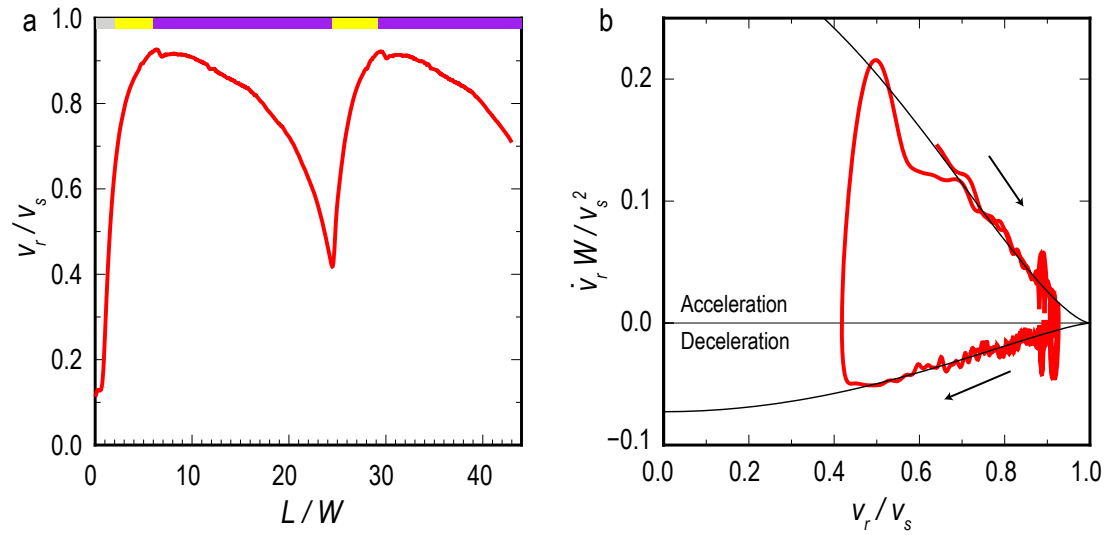 a
1.0
0.8
0.6
0.4
0.2
0.0
v_r / v_s
0 10 20 30 40
L / W
b
0.2
0.1
0.0
−0.1
v̇_r W / v_s^2
Acceleration
Deceleration
0.0 0.2 0.4 0.6 0.8 1.0
v_r / v_s